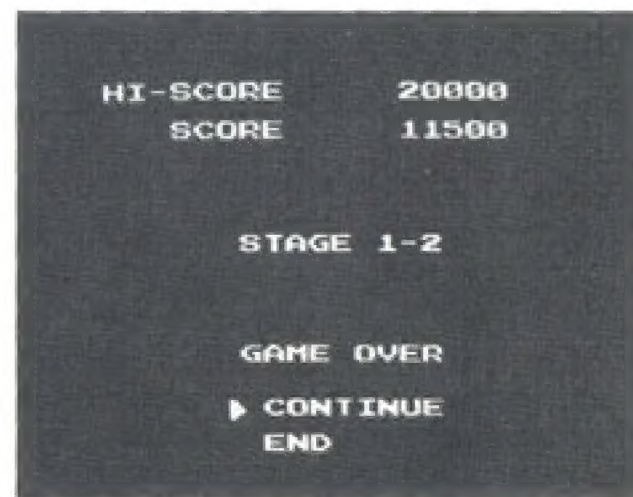 HI-SCORE 20000
SCORE 11500
STAGE 1-2
GAME OVER
▶ CONTINUE
END